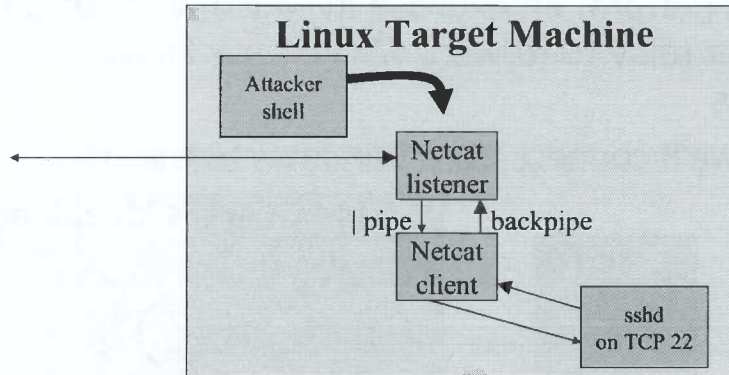 Linux Target Machine
Attacker
shell
Netcat
listener
| pipe
backpipe
Netcat
client
sshd
on TCP 22